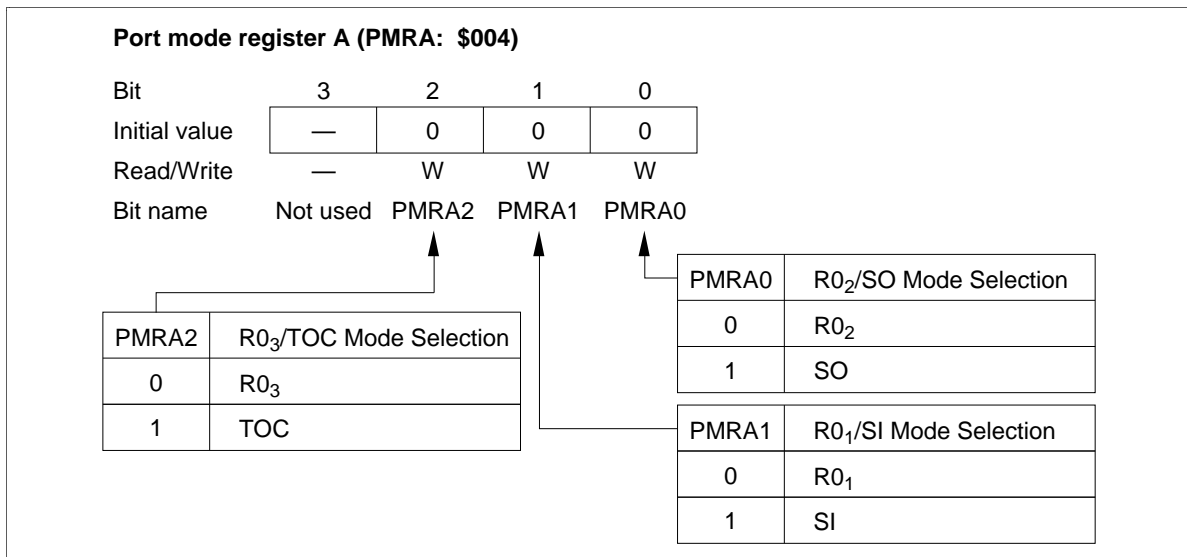 Port mode register A (PMRA: $004)
Bit 3 2 1 0
Initial value — 0 0 0
Read/Write — W W W
Bit name Not used PMRA2 PMRA1 PMRA0
PMRA2 R0₃/TOC Mode Selection
0 R0₃
1 TOC
PMRA0 R0₂/SO Mode Selection
0 R0₂
1 SO
PMRA1 R0₁/SI Mode Selection
0 R0₁
1 SI